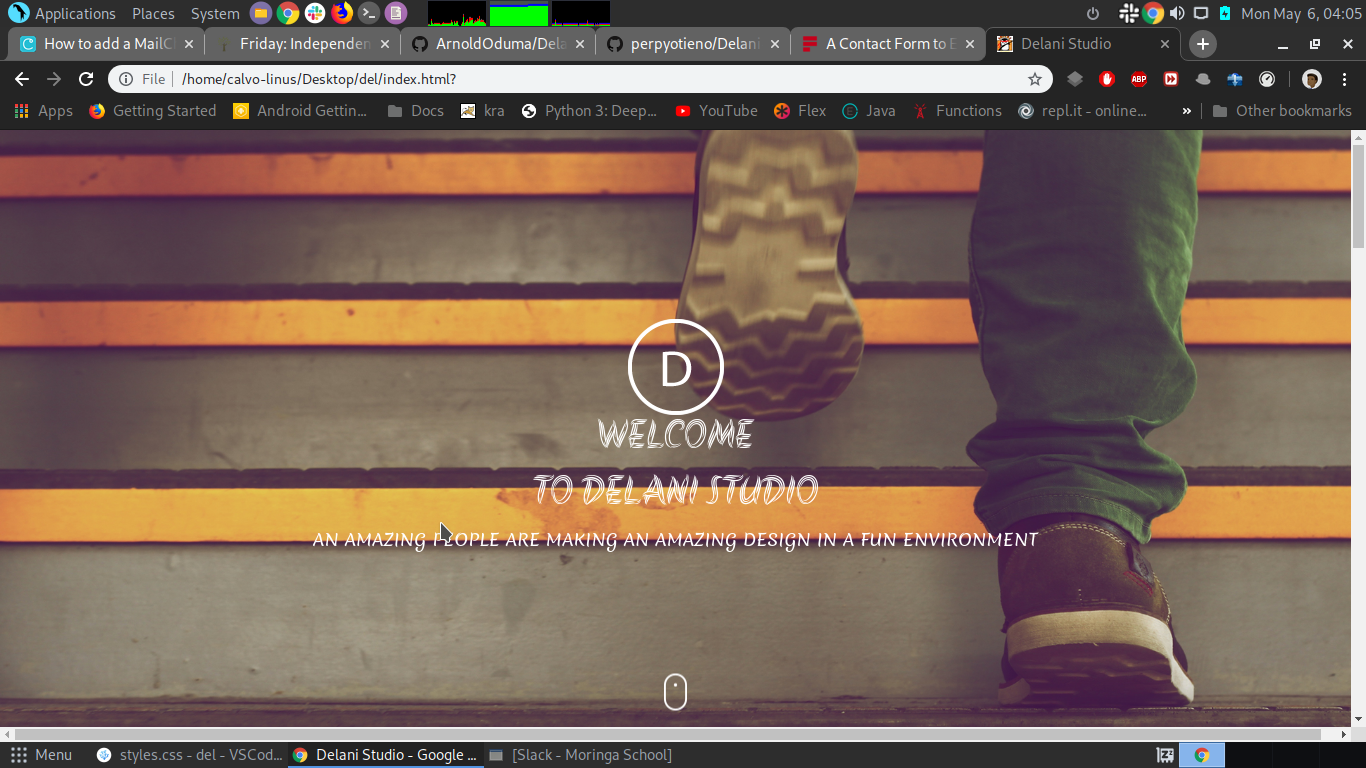 Applications Places System Mon May 6, 04:05
How to add a MailC Friday: Independen ArnoldOduma/Dela perpyotieno/Delani A Contact Form to E Delani Studio
File /home/calvo-linus/Desktop/del/index.html?
ABP
Apps Getting Started Android Gettin... Docs kra Python 3: Deep... YouTube Flex Java Functions repl.it - online... » Other bookmarks
D
WELCOME
TO DELANI STUDIO
AN AMAZING PEOPLE ARE MAKING AN AMAZING DESIGN IN A FUN ENVIRONMENT
Menu styles.css - del - VSCod... Delani Studio - Google ... [Slack - Moringa School]